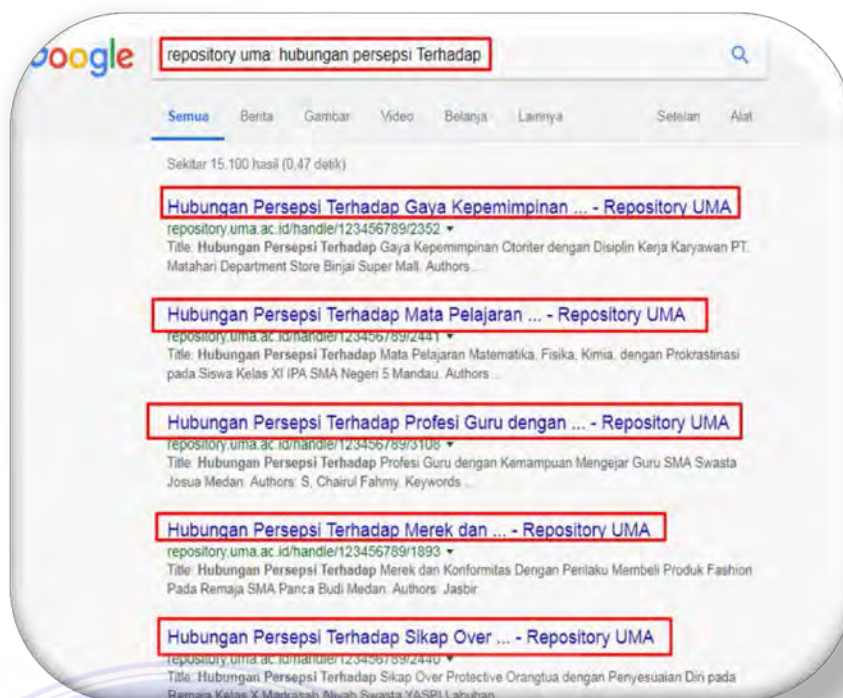 Google
repository uma: hubungan persepsi Terhadap
Semua Berita Gambar Video Belanja Lainnya Setelan Alat
Sekitar 15.100 hasil (0,47 detik)
Hubungan Persepsi Terhadap Gaya Kepemimpinan ... - Repository UMA
repository.uma.ac.id/handle/123456789/2352
Title: Hubungan Persepsi Terhadap Gaya Kepemimpinan Otoriter dengan Disiplin Kerja Karyawan PT.
Matahari Department Store Binjai Super Mall. Authors ...
Hubungan Persepsi Terhadap Mata Pelajaran ... - Repository UMA
repository.uma.ac.id/handle/123456789/2441
Title: Hubungan Persepsi Terhadap Mata Pelajaran Matematika, Fisika, Kimia, dengan Prokrastinasi
pada Siswa Kelas XI IPA SMA Negeri 5 Mandau. Authors ...
Hubungan Persepsi Terhadap Profesi Guru dengan ... - Repository UMA
repository.uma.ac.id/handle/123456789/3108
Title: Hubungan Persepsi Terhadap Profesi Guru dengan Kemampuan Mengejar Guru SMA Swasta
Josua Medan. Authors: S, Chairul Fahmy. Keywords ...
Hubungan Persepsi Terhadap Merek dan ... - Repository UMA
repository.uma.ac.id/handle/123456789/1893
Title: Hubungan Persepsi Terhadap Merek dan Konformitas Dengan Perilaku Membeli Produk Fashion
Pada Remaja SMA Panca Budi Medan. Authors: Jasbir.
Hubungan Persepsi Terhadap Sikap Over ... - Repository UMA
repository.uma.ac.id/handle/123456789/2440
Title: Hubungan Persepsi Terhadap Sikap Over Protective Orangtua dengan Penyesuaian Diri pada
Remaja Kelas X Swasta YASPI Labuhan